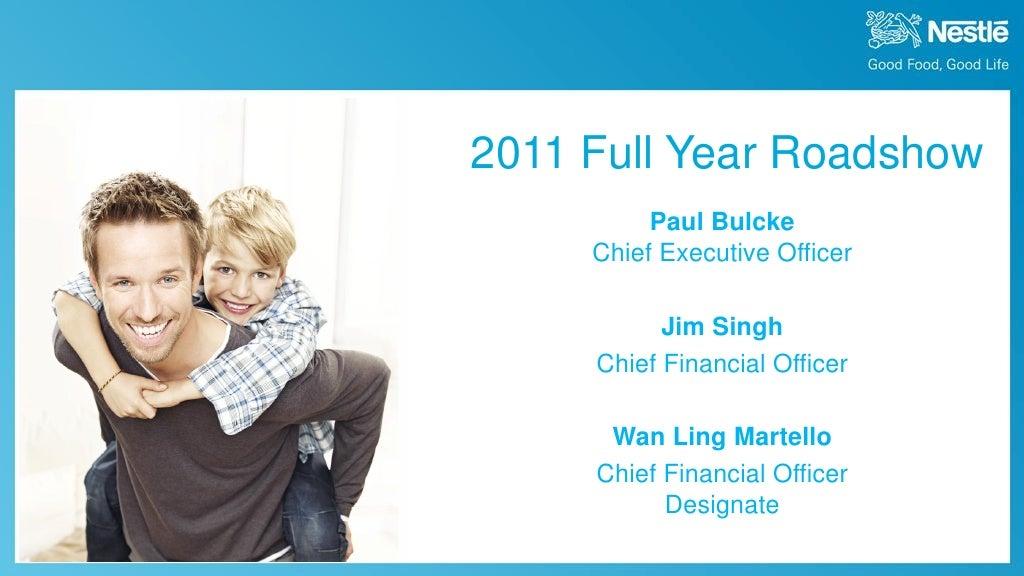 Nestlé
Good Food, Good Life
2011 Full Year Roadshow
Paul Bulcke
Chief Executive Officer
Jim Singh
Chief Financial Officer
Wan Ling Martello
Chief Financial Officer
Designate